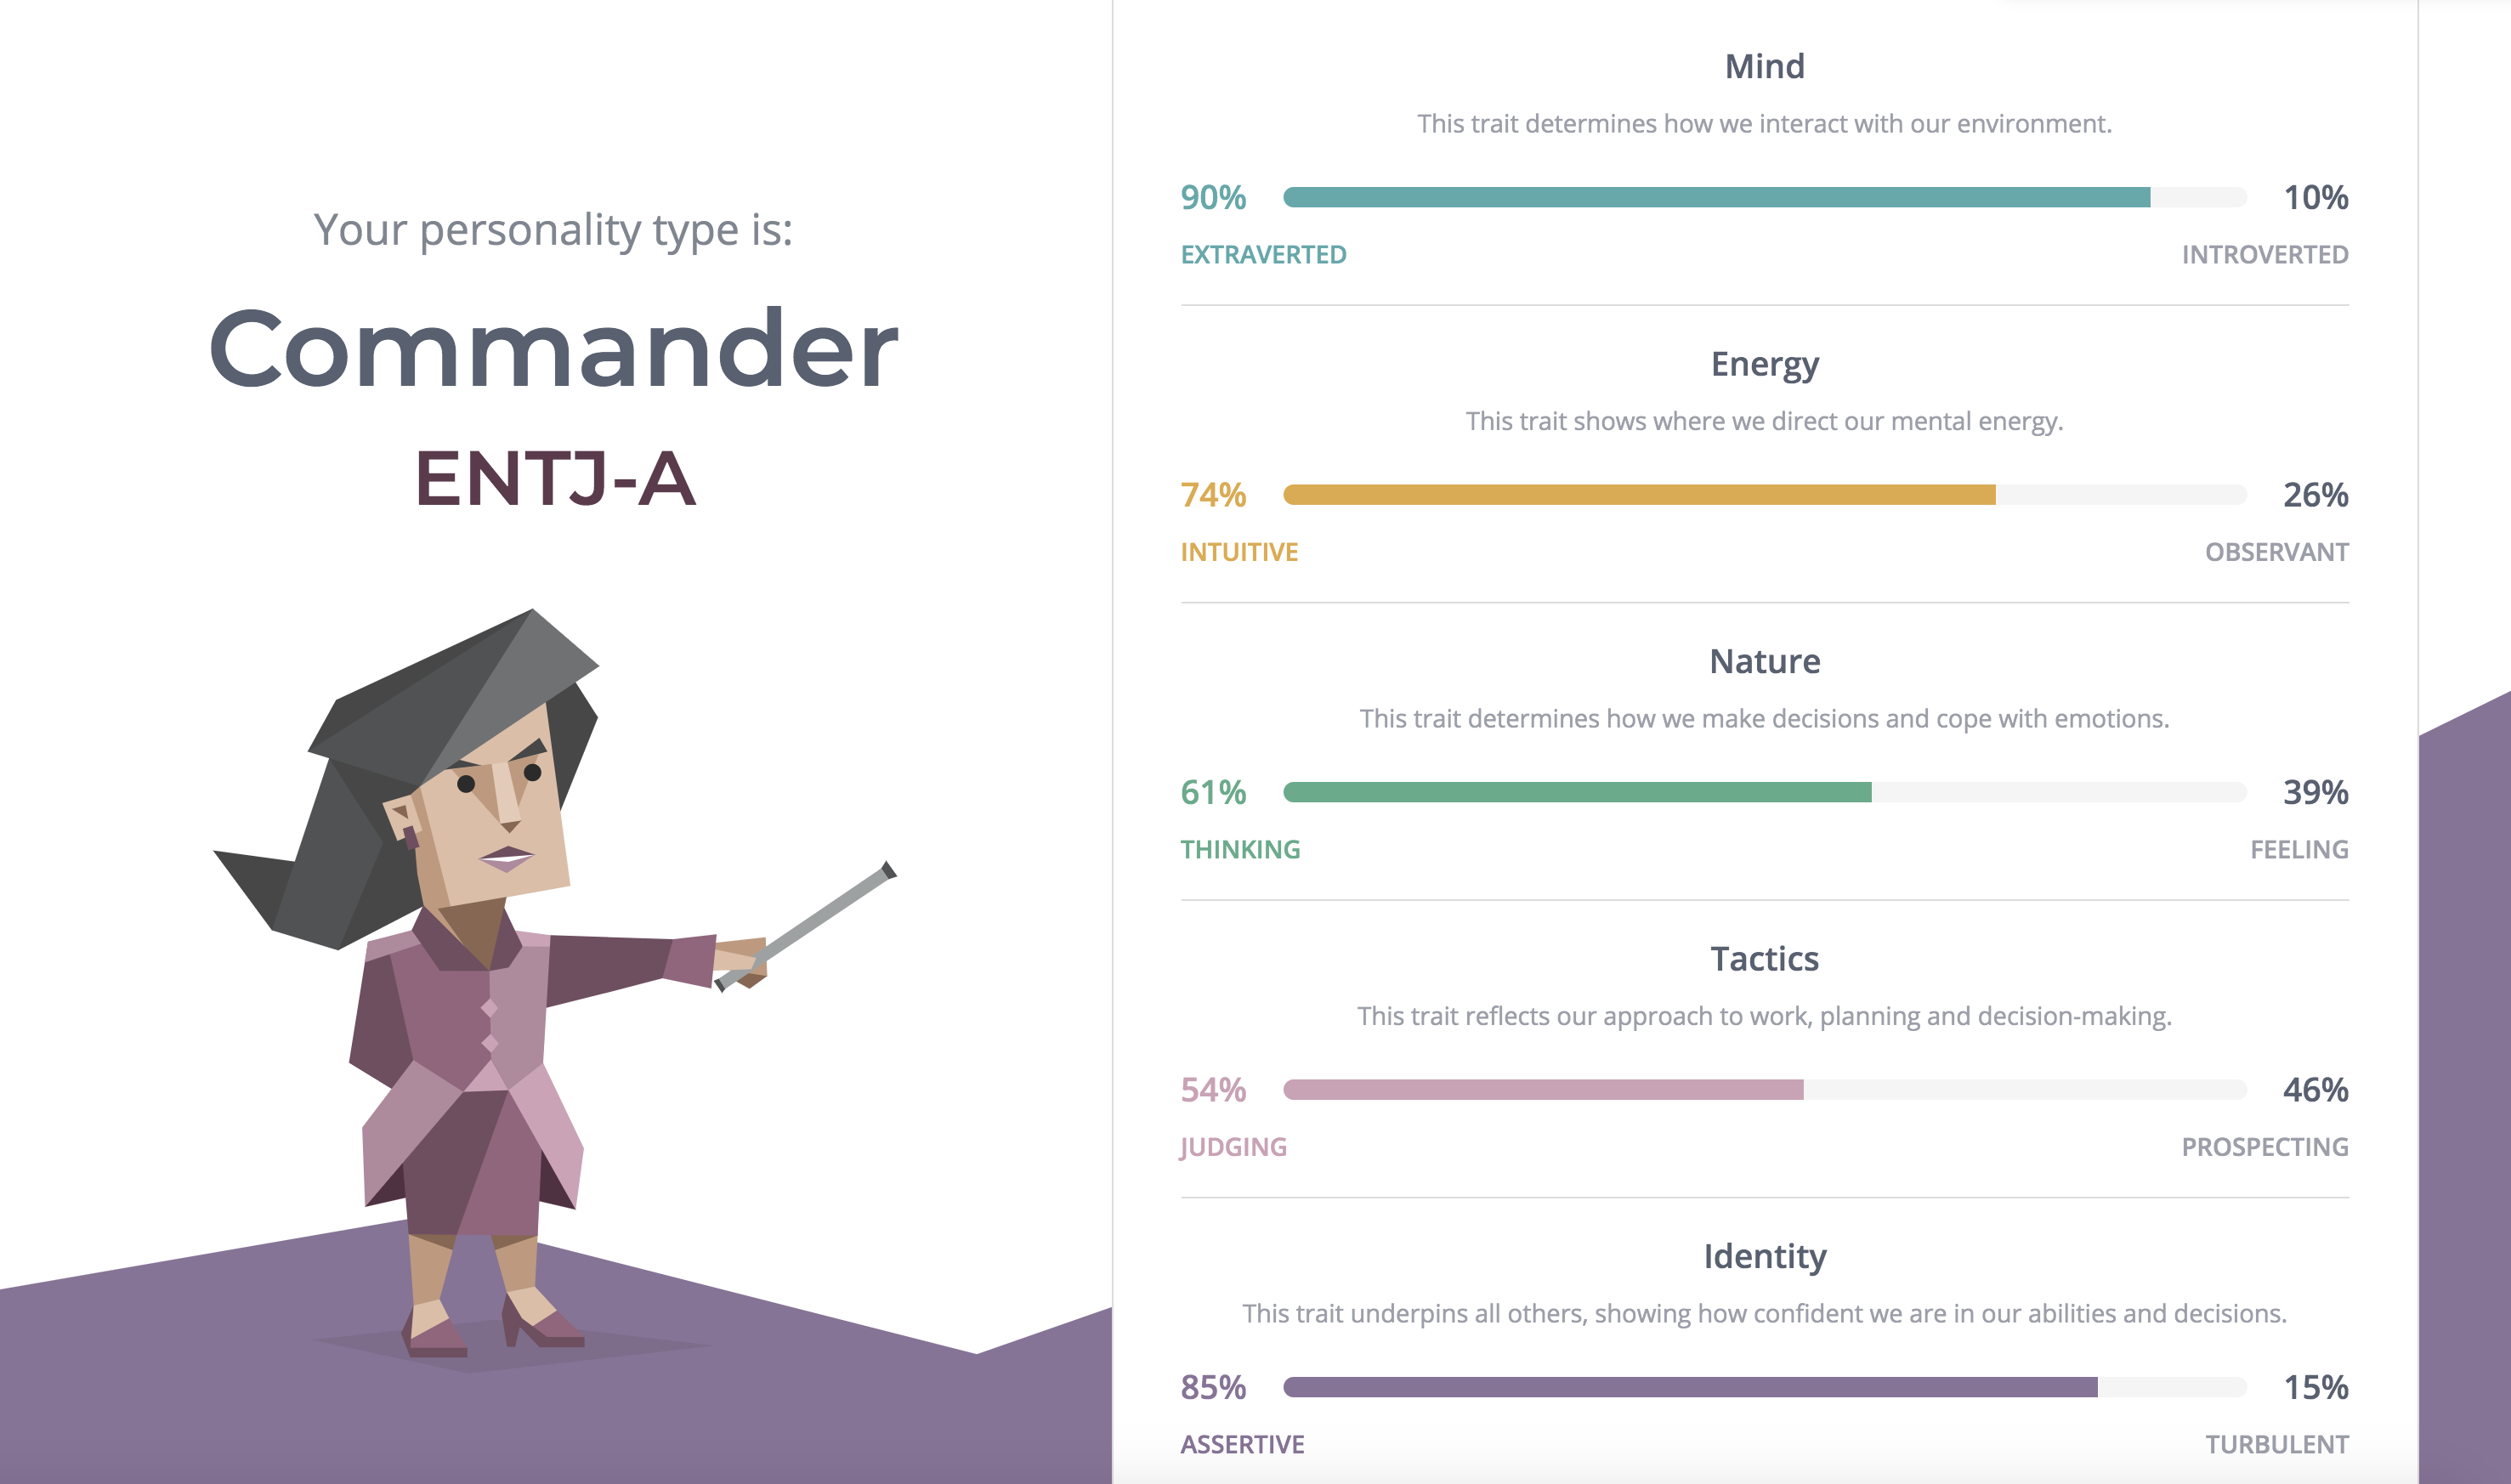 Your personality type is:
Commander
ENTJ-A
Mind
This trait determines how we interact with our environment.
90% 10%
EXTRAVERTED INTROVERTED
Energy
This trait shows where we direct our mental energy.
74% 26%
INTUITIVE OBSERVANT
Nature
This trait determines how we make decisions and cope with emotions.
61% 39%
THINKING FEELING
Tactics
This trait reflects our approach to work, planning and decision-making.
54% 46%
JUDGING PROSPECTING
Identity
This trait underpins all others, showing how confident we are in our abilities and decisions.
85% 15%
ASSERTIVE TURBULENT